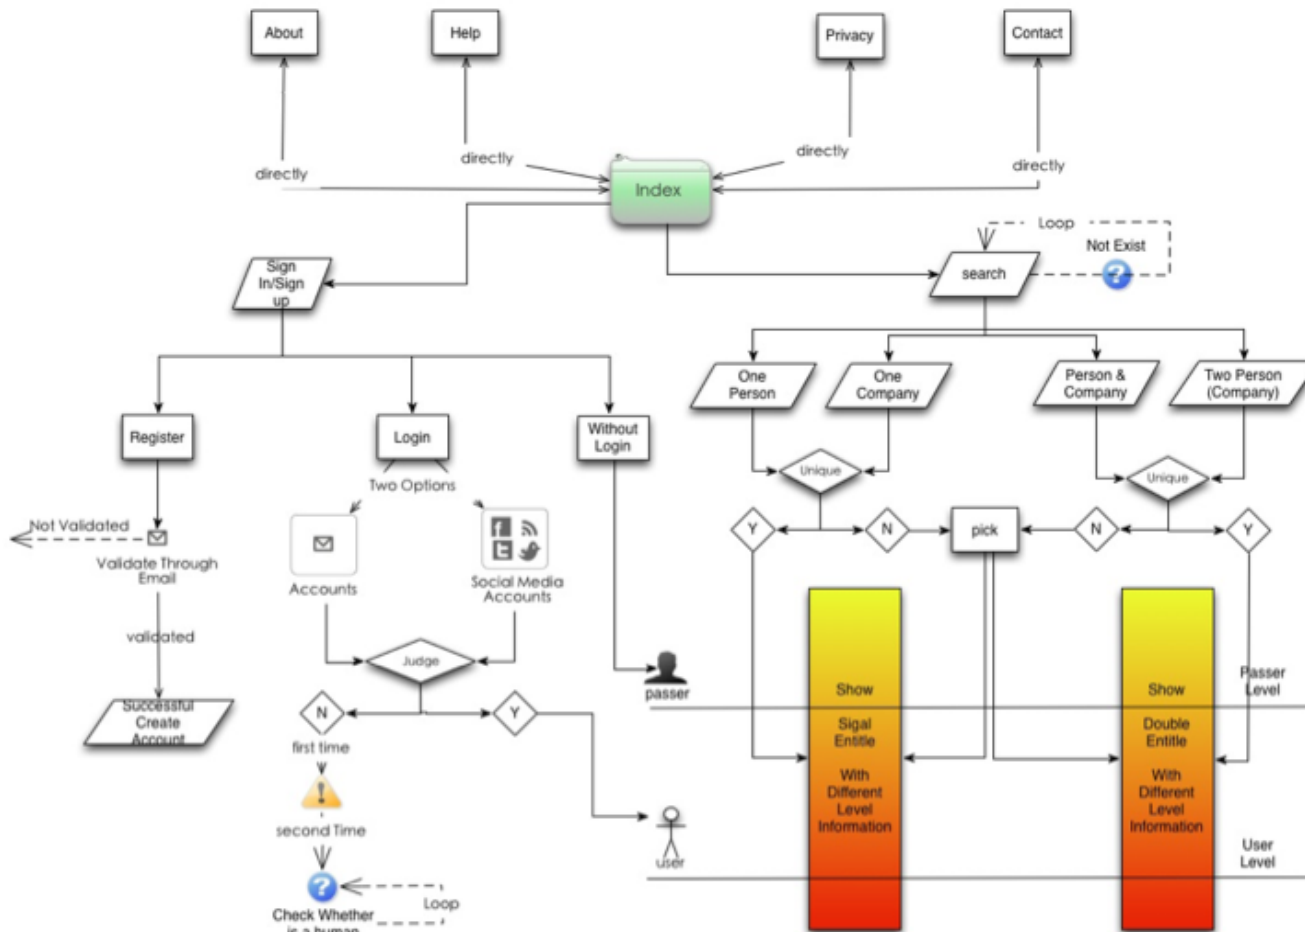 About
Help
Privacy
Contact
directly
directly
directly
directly
Index
Loop
Not Exist
search
Sign
In/Sign
up
One
Person
One
Company
Person &
Company
Two Person
(Company)
Register
Login
Without
Login
Two Options
Unique
Unique
Not Validated
Validate Through
Email
Y
N
pick
N
Y
Accounts
Social Media
Accounts
validated
Judge
passer
Passer
Level
Successful
Create
Account
N
Y
first time
second Time
user
Show
Sigal
Entitle
With
Different
Level
Information
Show
Double
Entitle
With
Different
Level
Information
User
Level
Loop
Check Whether
is a human